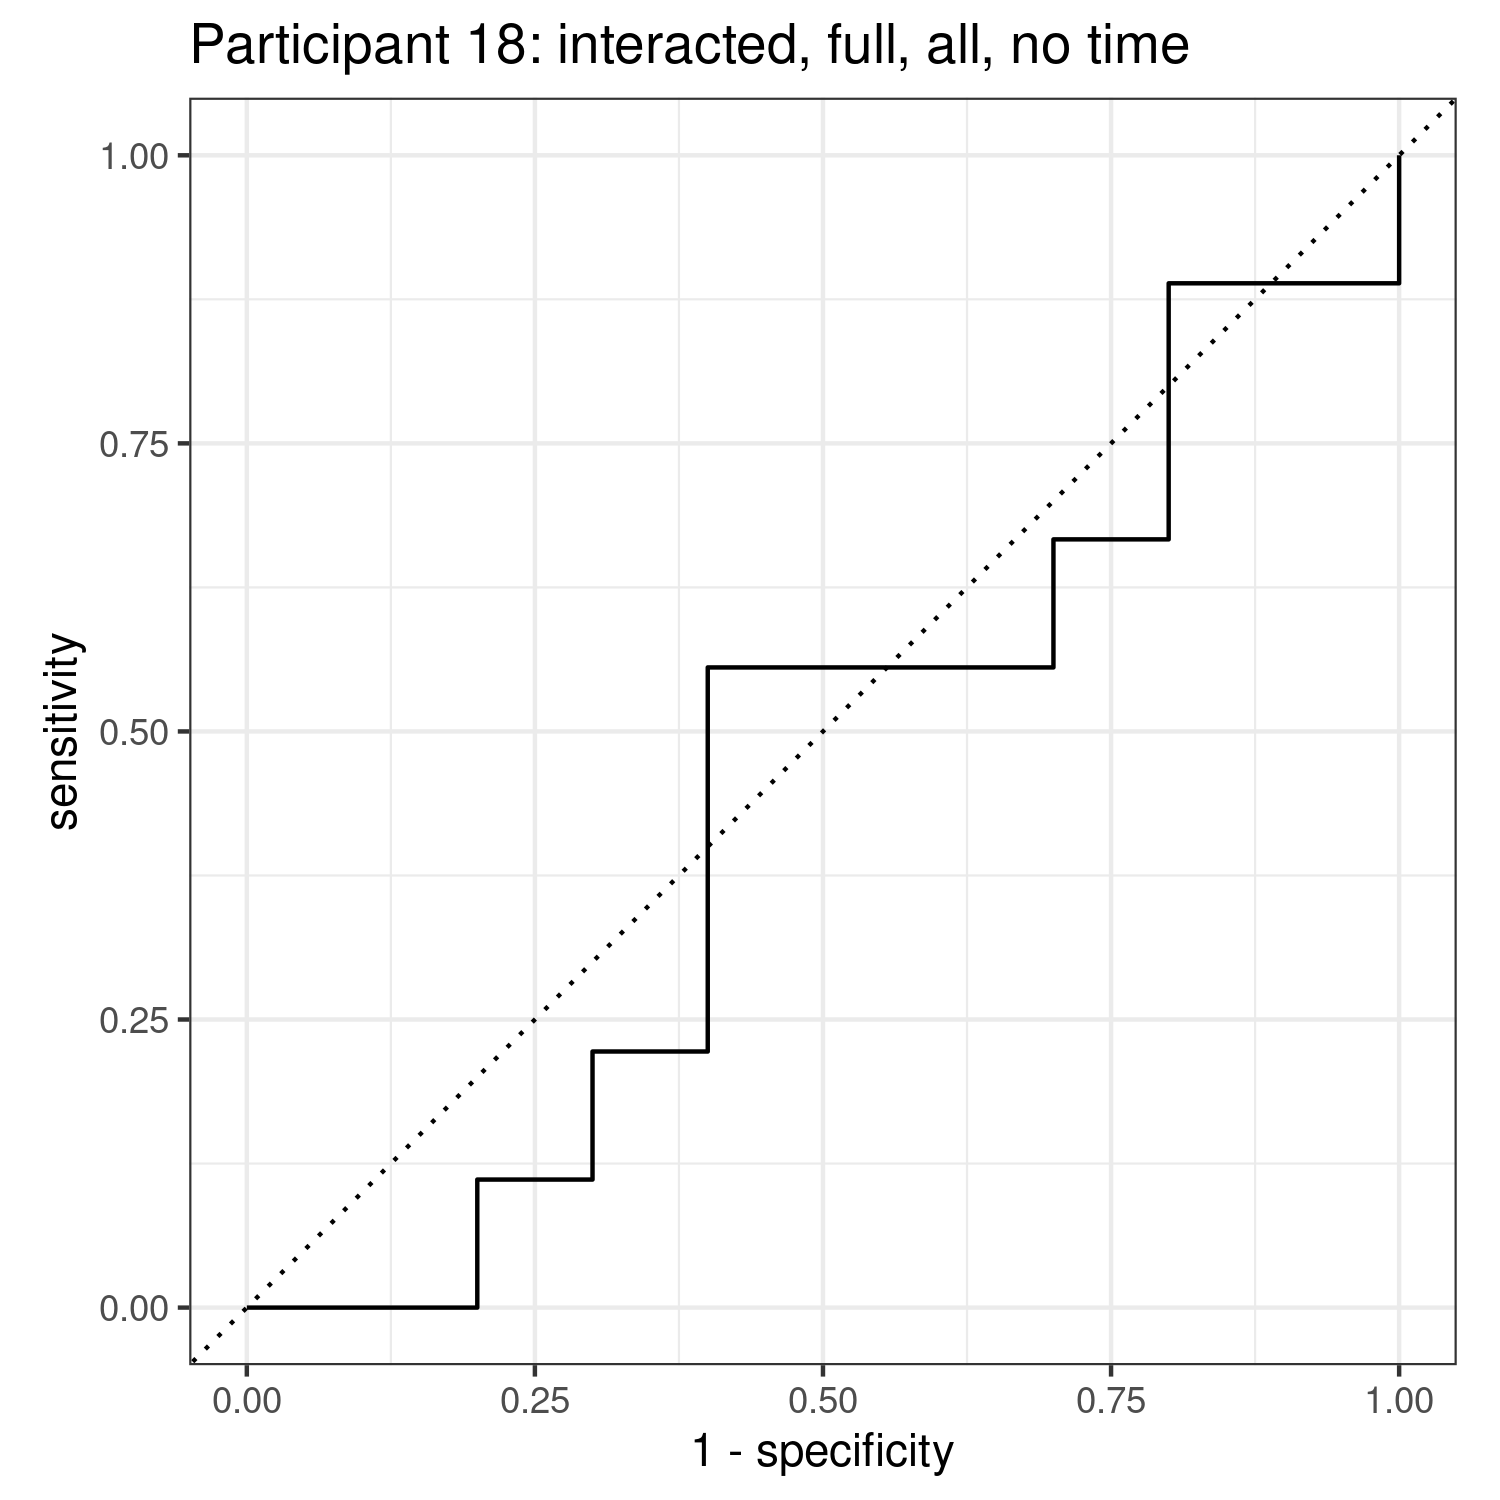 Participant 18: interacted, full, all, no time
1.00
0.75
0.50
0.25
0.00
sensitivity
0.00 0.25 0.50 0.75 1.00
1 - specificity